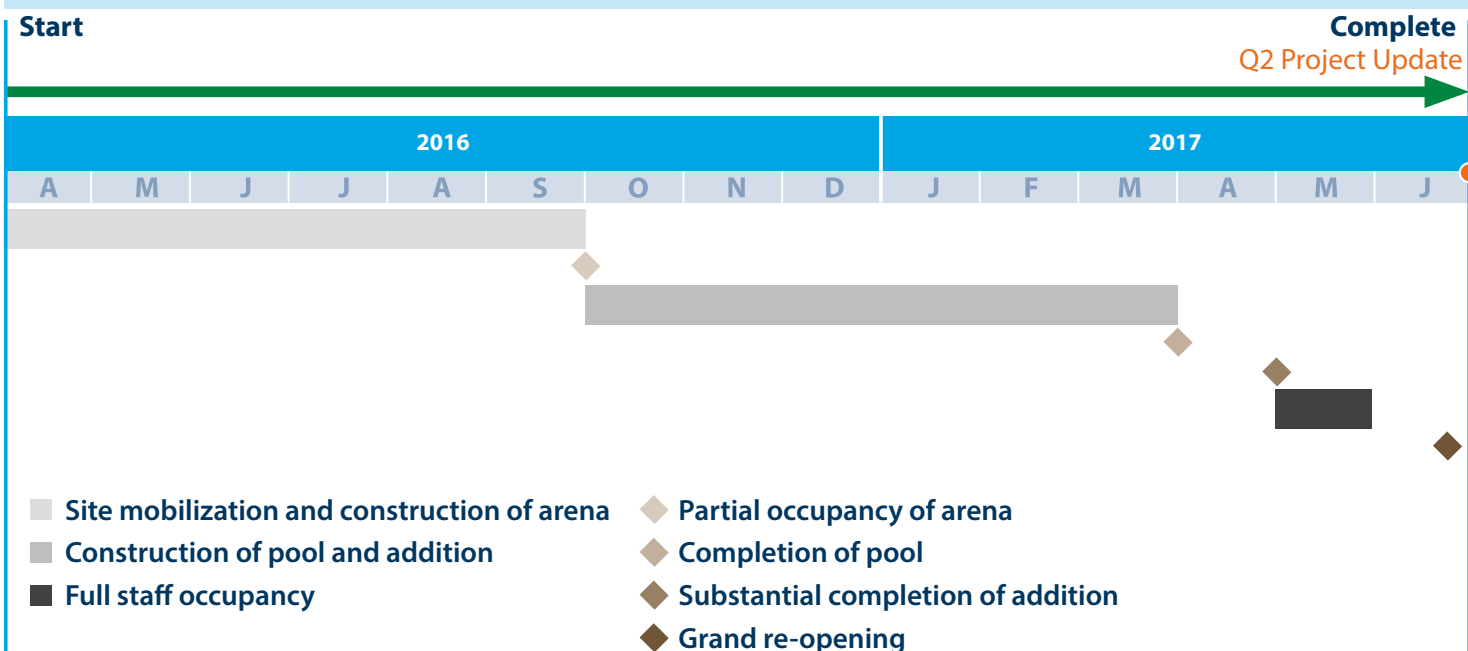 Start
Complete
Q2 Project Update
2016 2017
A M J J A S O N D J F M A M J
Site mobilization and construction of arena
Construction of pool and addition
Full staff occupancy
Partial occupancy of arena
Completion of pool
Substantial completion of addition
Grand re-opening